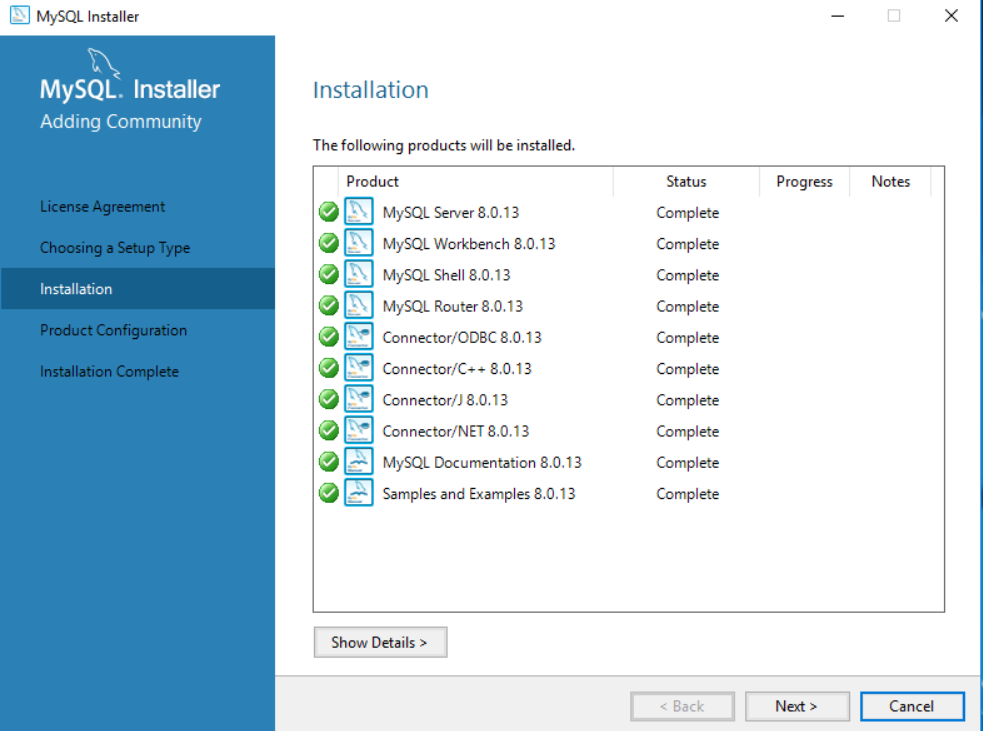 MySQL Installer
MySQL. Installer
Adding Community
License Agreement
Choosing a Setup Type
Installation
Product Configuration
Installation Complete
Installation
The following products will be installed.
Product Status Progress Notes
MySQL Server 8.0.13 Complete
MySQL Workbench 8.0.13 Complete
MySQL Shell 8.0.13 Complete
MySQL Router 8.0.13 Complete
Connector/ODBC 8.0.13 Complete
Connector/C++ 8.0.13 Complete
Connector/J 8.0.13 Complete
Connector/NET 8.0.13 Complete
MySQL Documentation 8.0.13 Complete
Samples and Examples 8.0.13 Complete
Show Details >
< Back Next > Cancel